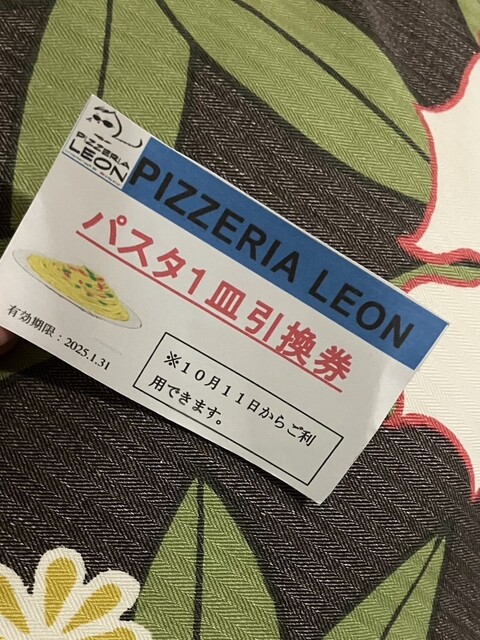 PIZZERIA
LEON
PIZZERIA LEON
パスタ1皿引換券
有効期限：2025.1.31
※１０月１１日からご利
用できます。